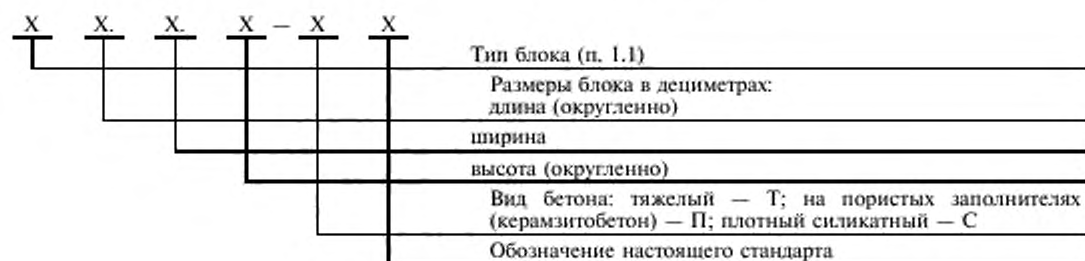 X X. X. X – X X
Тип блока (п. 1.1)
Размеры блока в дециметрах:
длина (округленно)
ширина
высота (округленно)
Вид бетона: тяжелый — Т; на пористых заполнителях
(керамзитобетон) — П; плотный силикатный — С
Обозначение настоящего стандарта